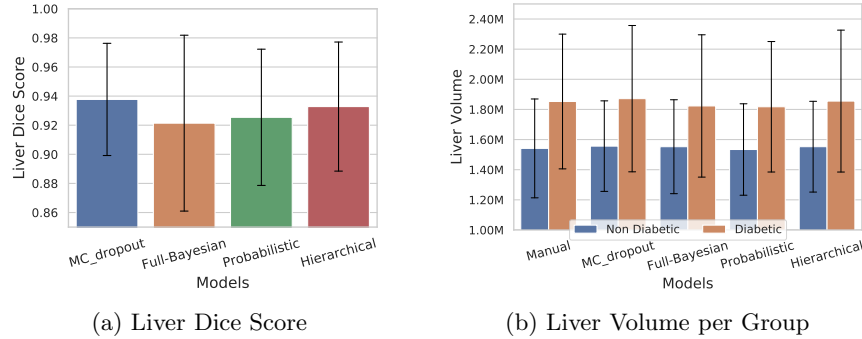 1.00
0.98
0.96
0.94
0.92
0.90
0.88
0.86
Liver Dice Score
MC_dropout
Full-Bayesian
Probabilistic
Hierarchical
Models
(a) Liver Dice Score
2.40M
2.20M
2.00M
1.80M
1.60M
1.40M
1.20M
1.00M
Liver Volume
Non Diabetic
Diabetic
Manual
MC_dropout
Full-Bayesian
Probabilistic
Hierarchical
Models
(b) Liver Volume per Group